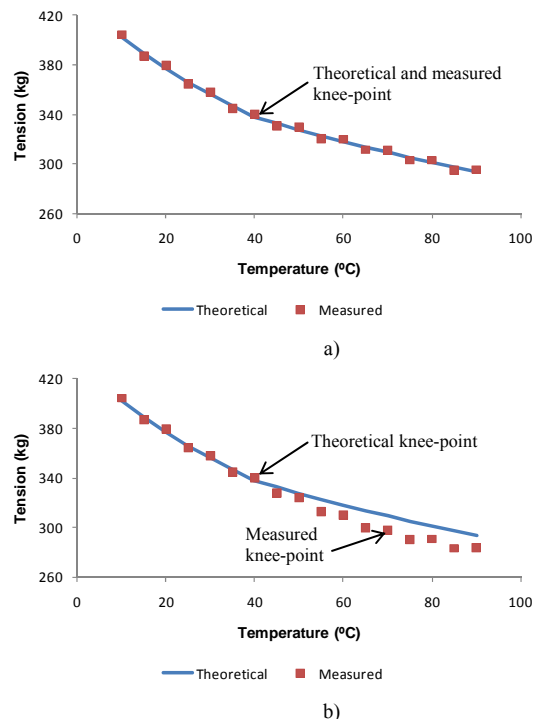 420
380
340
300
260
Tension (kg)
Theoretical and measured
knee-point
0 20 40 60 80 100
Temperature (ºC)
Theoretical Measured
a)
420
380
340
300
260
Tension (kg)
Theoretical knee-point
Measured
knee-point
0 20 40 60 80 100
Temperature (ºC)
Theoretical Measured
b)